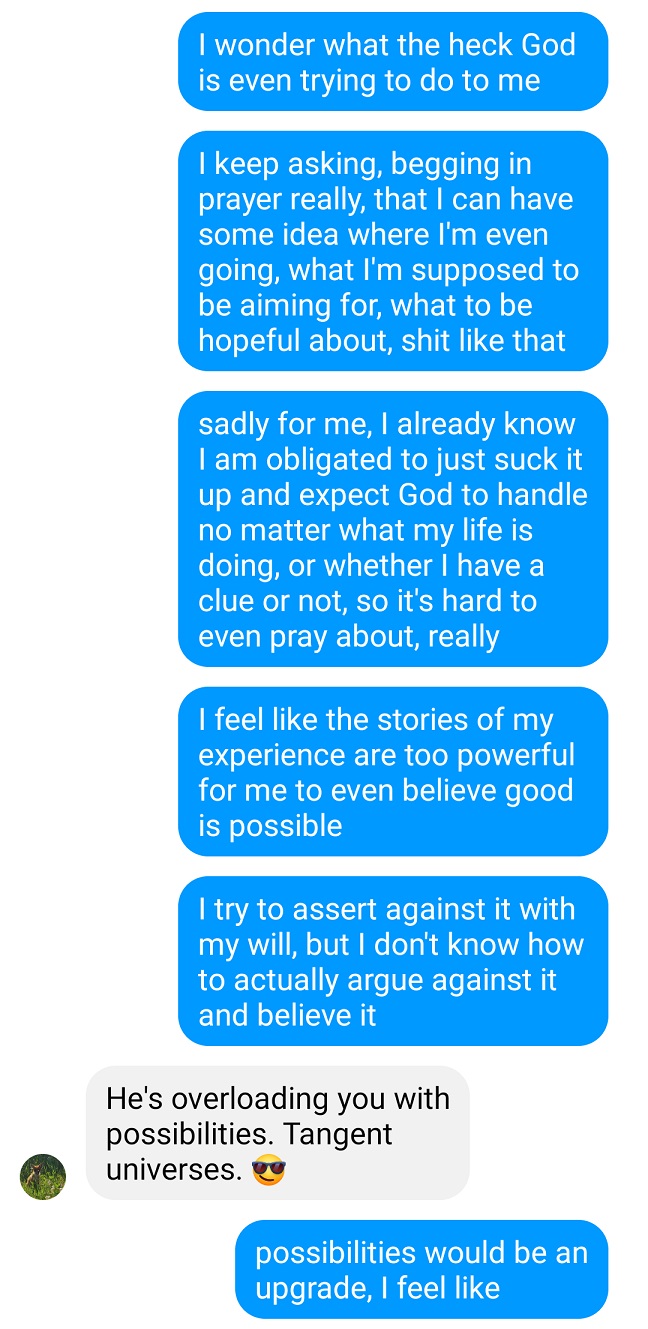 I wonder what the heck God
is even trying to do to me
I keep asking, begging in
prayer really, that I can have
some idea where I'm even
going, what I'm supposed to
be aiming for, what to be
hopeful about, shit like that
sadly for me, I already know
I am obligated to just suck it
up and expect God to handle
no matter what my life is
doing, or whether I have a
clue or not, so it's hard to
even pray about, really
I feel like the stories of my
experience are too powerful
for me to even believe good
is possible
I try to assert against it with
my will, but I don't know how
to actually argue against it
and believe it
He's overloading you with
possibilities. Tangent
universes. 😎
possibilities would be an
upgrade, I feel like